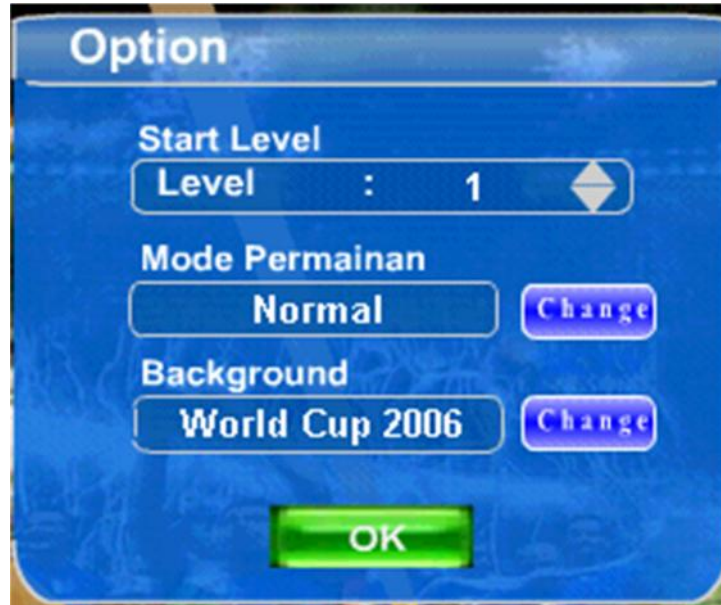 Option
Start Level
Level : 1
Mode Permainan
Normal Change
Background
World Cup 2006 Change
OK